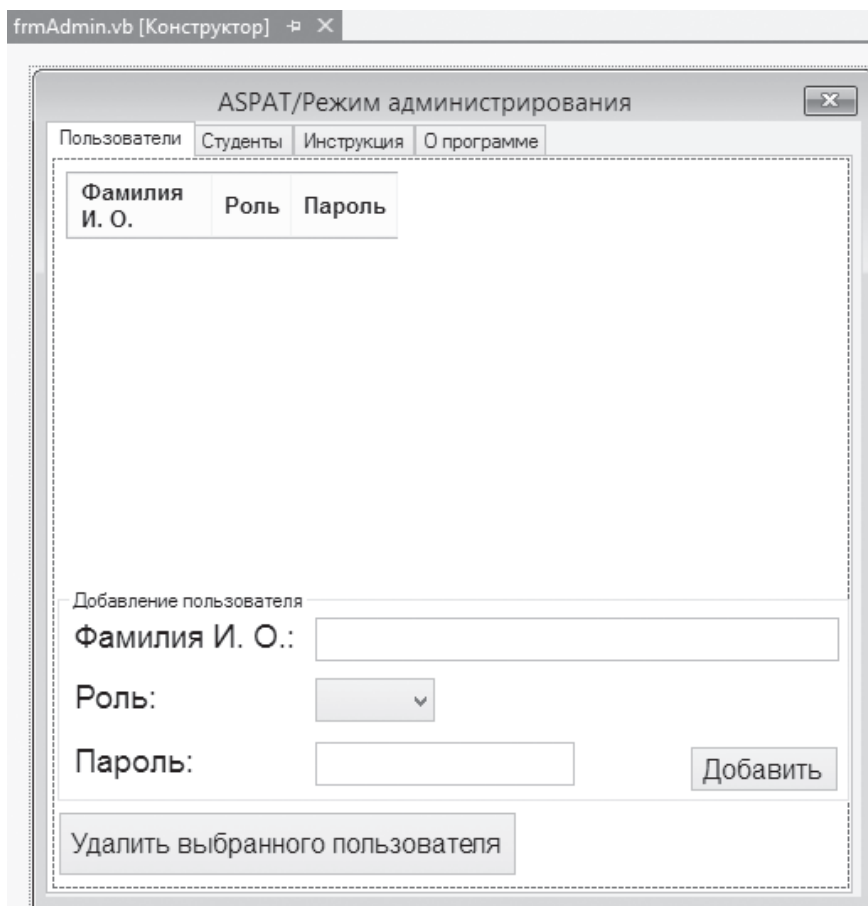 frmAdmin.vb [Конструктор]
ASPAT/Режим администрирования
Пользователи Студенты Инструкция О программе
Фамилия И. О. Роль Пароль
Добавление пользователя
Фамилия И. О.:
Роль:
Пароль:
Добавить
Удалить выбранного пользователя